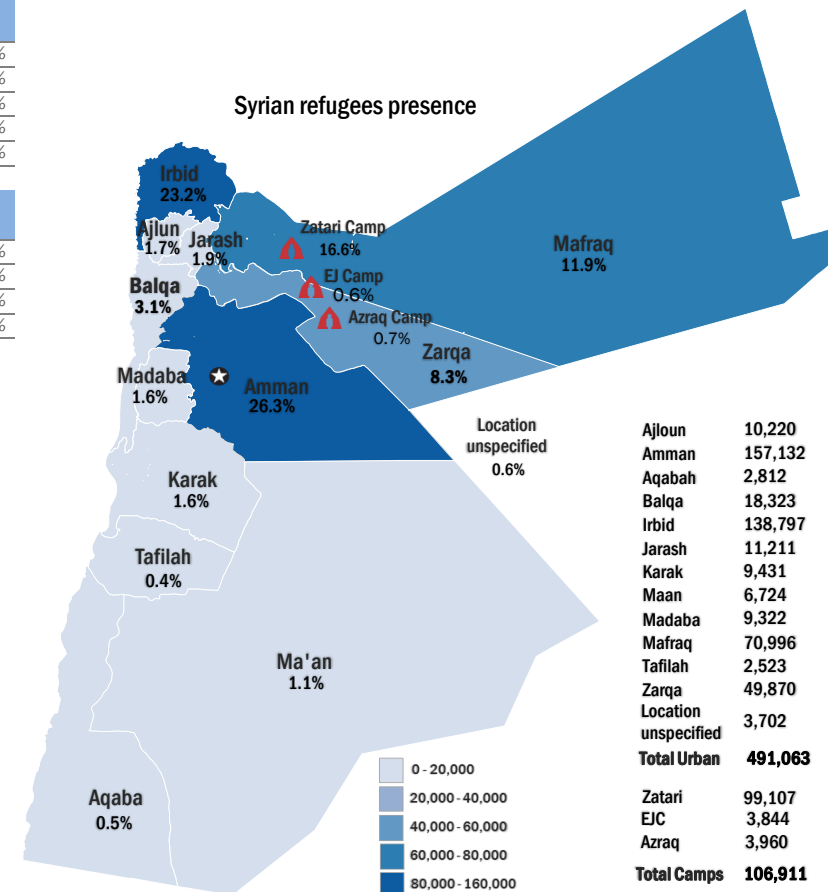 %
%
%
%
%
%
%
%
%
Syrian refugees presence
Irbid
23.2%
Ajlun
1.7%
Jarash
1.9%
Zatari Camp
16.6%
Mafraq
11.9%
EJ Camp
0.6%
Balqa
3.1%
Azraq Camp
0.7%
Zarqa
8.3%
Madaba
1.6%
Amman
26.3%
Location
unspecified
0.6%
Karak
1.6%
Tafilah
0.4%
Ma'an
1.1%
Aqaba
0.5%
Ajloun 10,220
Amman 157,132
Aqabah 2,812
Balqa 18,323
Irbid 138,797
Jarash 11,211
Karak 9,431
Maan 6,724
Madaba 9,322
Mafraq 70,996
Tafilah 2,523
Zarqa 49,870
Location
unspecified 3,702
Total Urban 491,063
Zatari 99,107
EJC 3,844
Azraq 3,960
Total Camps 106,911
0 - 20,000
20,000 - 40,000
40,000 - 60,000
60,000 - 80,000
80,000 - 160,000